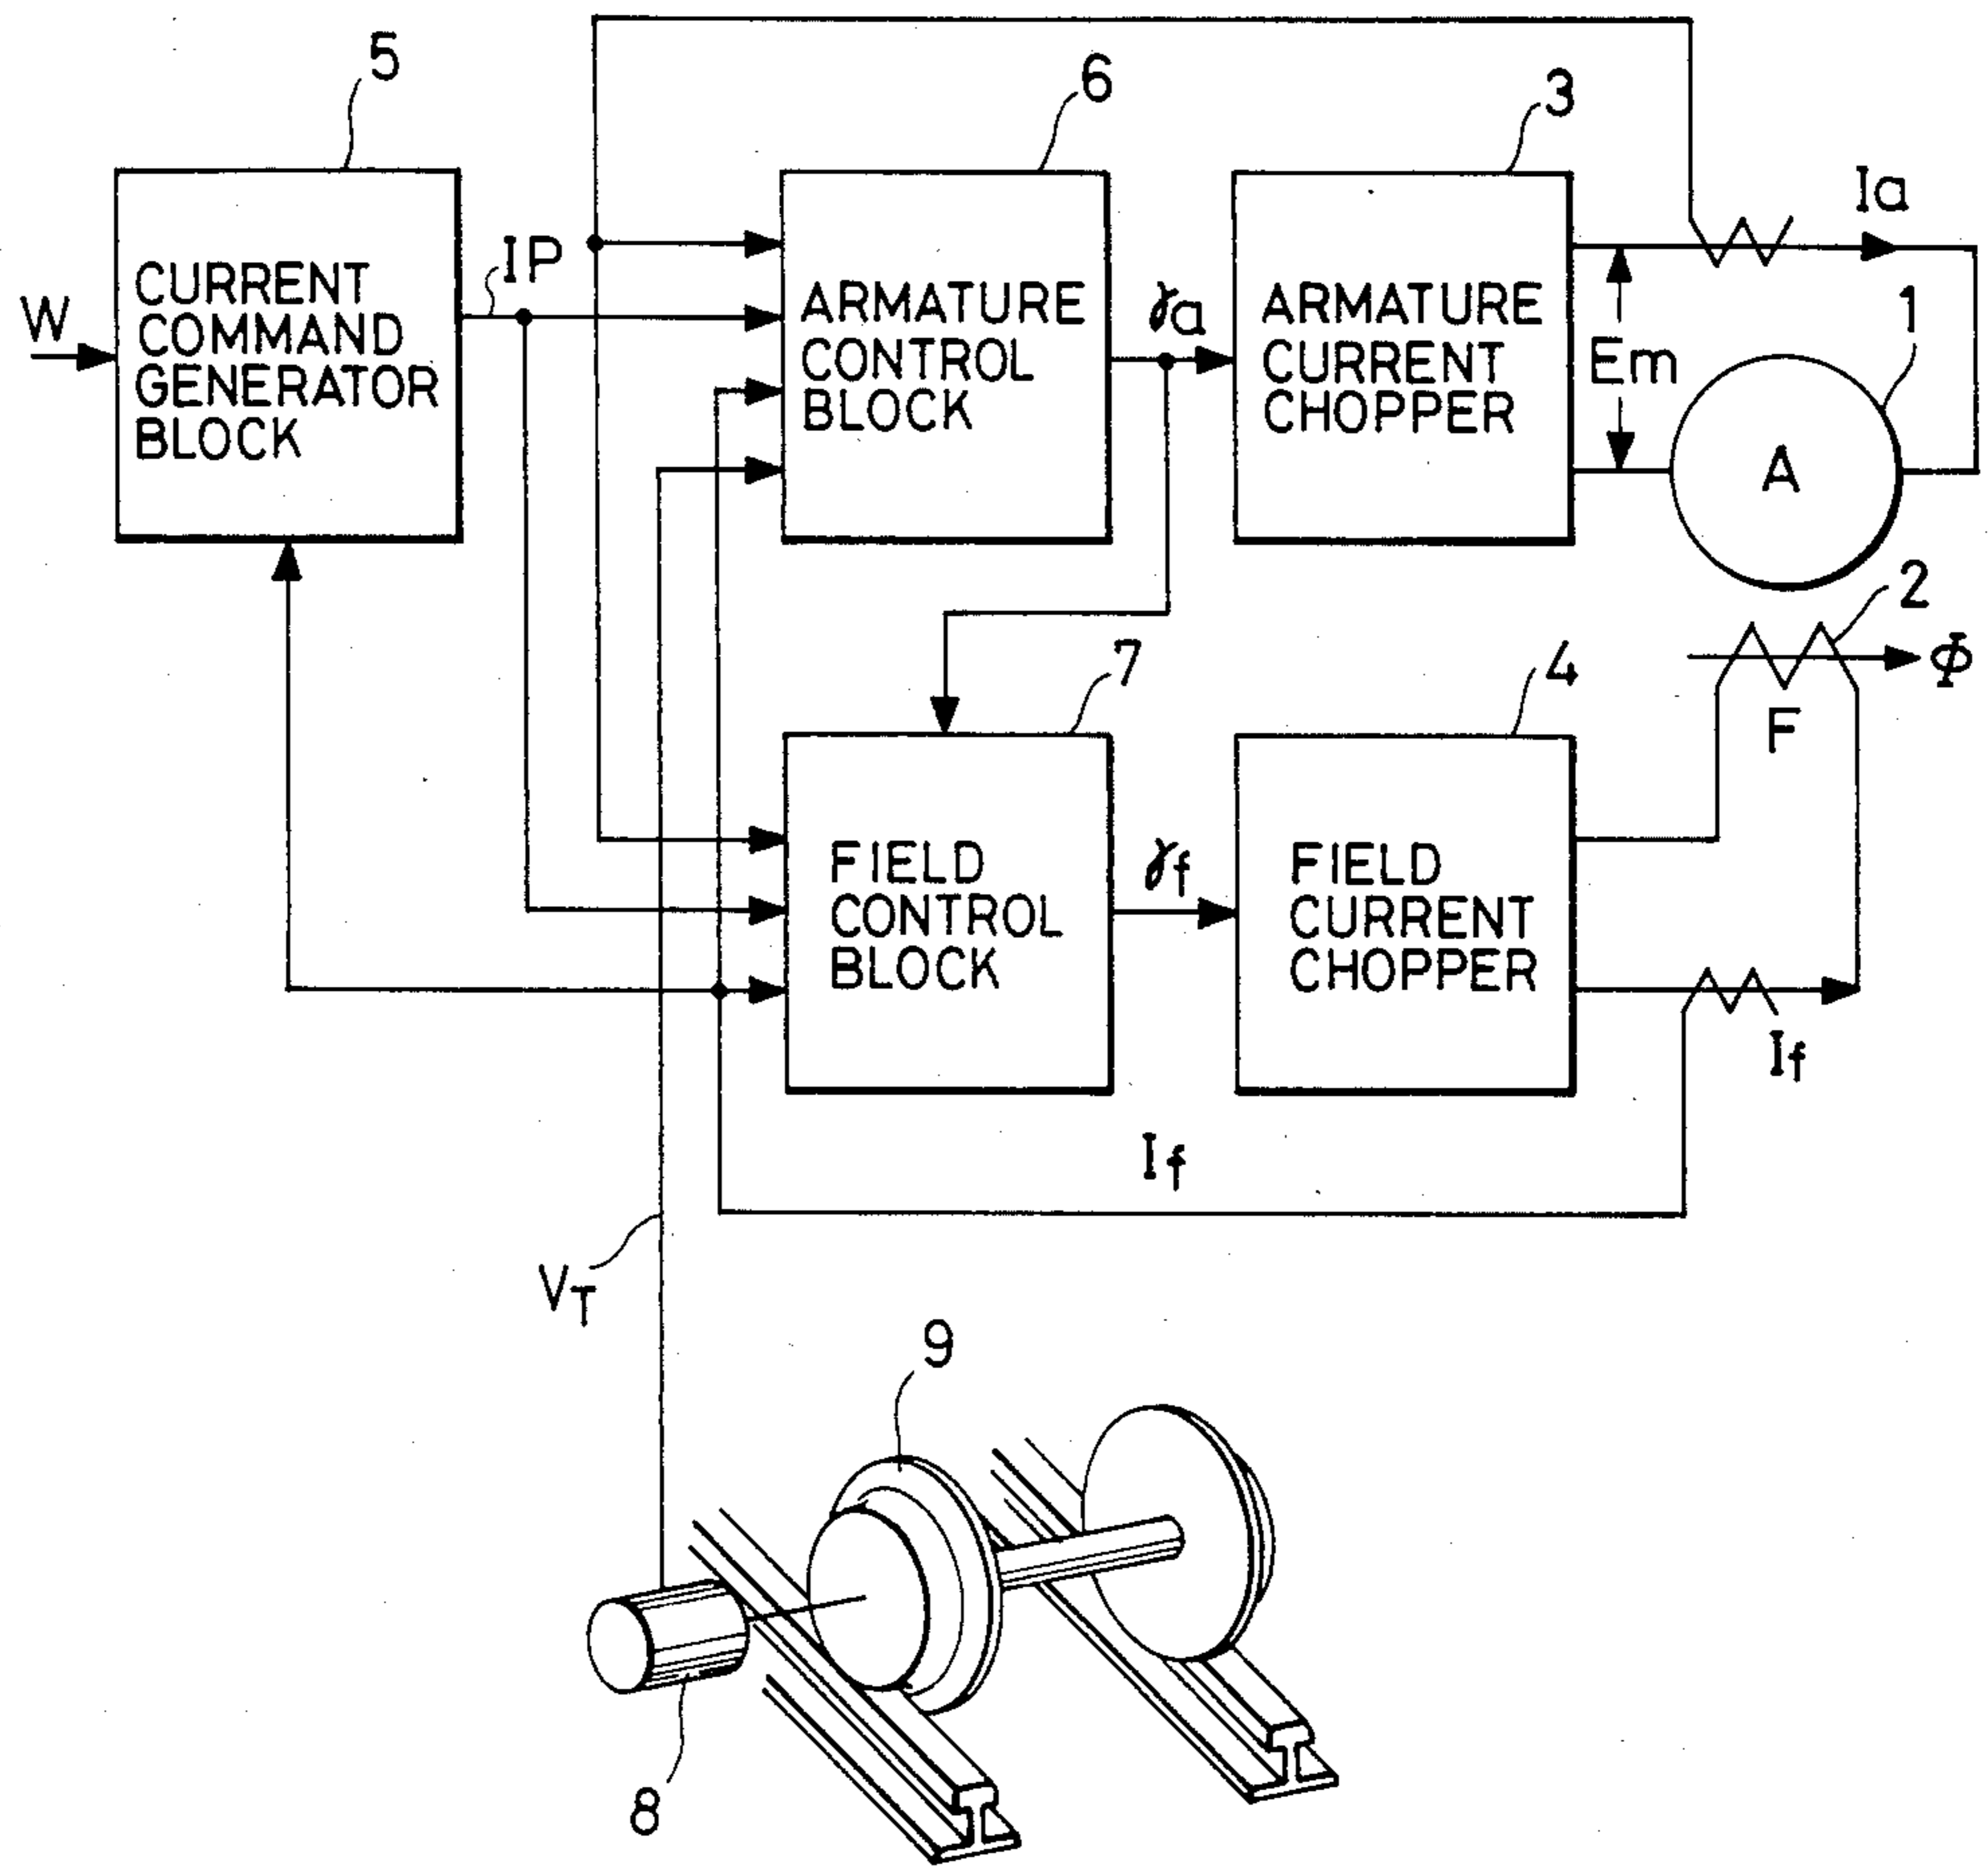 5
6
3
Ia
W
CURRENT
COMMAND
GENERATOR
BLOCK
IP
ARMATURE
CONTROL
BLOCK
γa
ARMATURE
CURRENT
CHOPPER
Em
1
A
2
Φ
F
7
4
FIELD
CONTROL
BLOCK
γf
FIELD
CURRENT
CHOPPER
If
If
VT
9
8